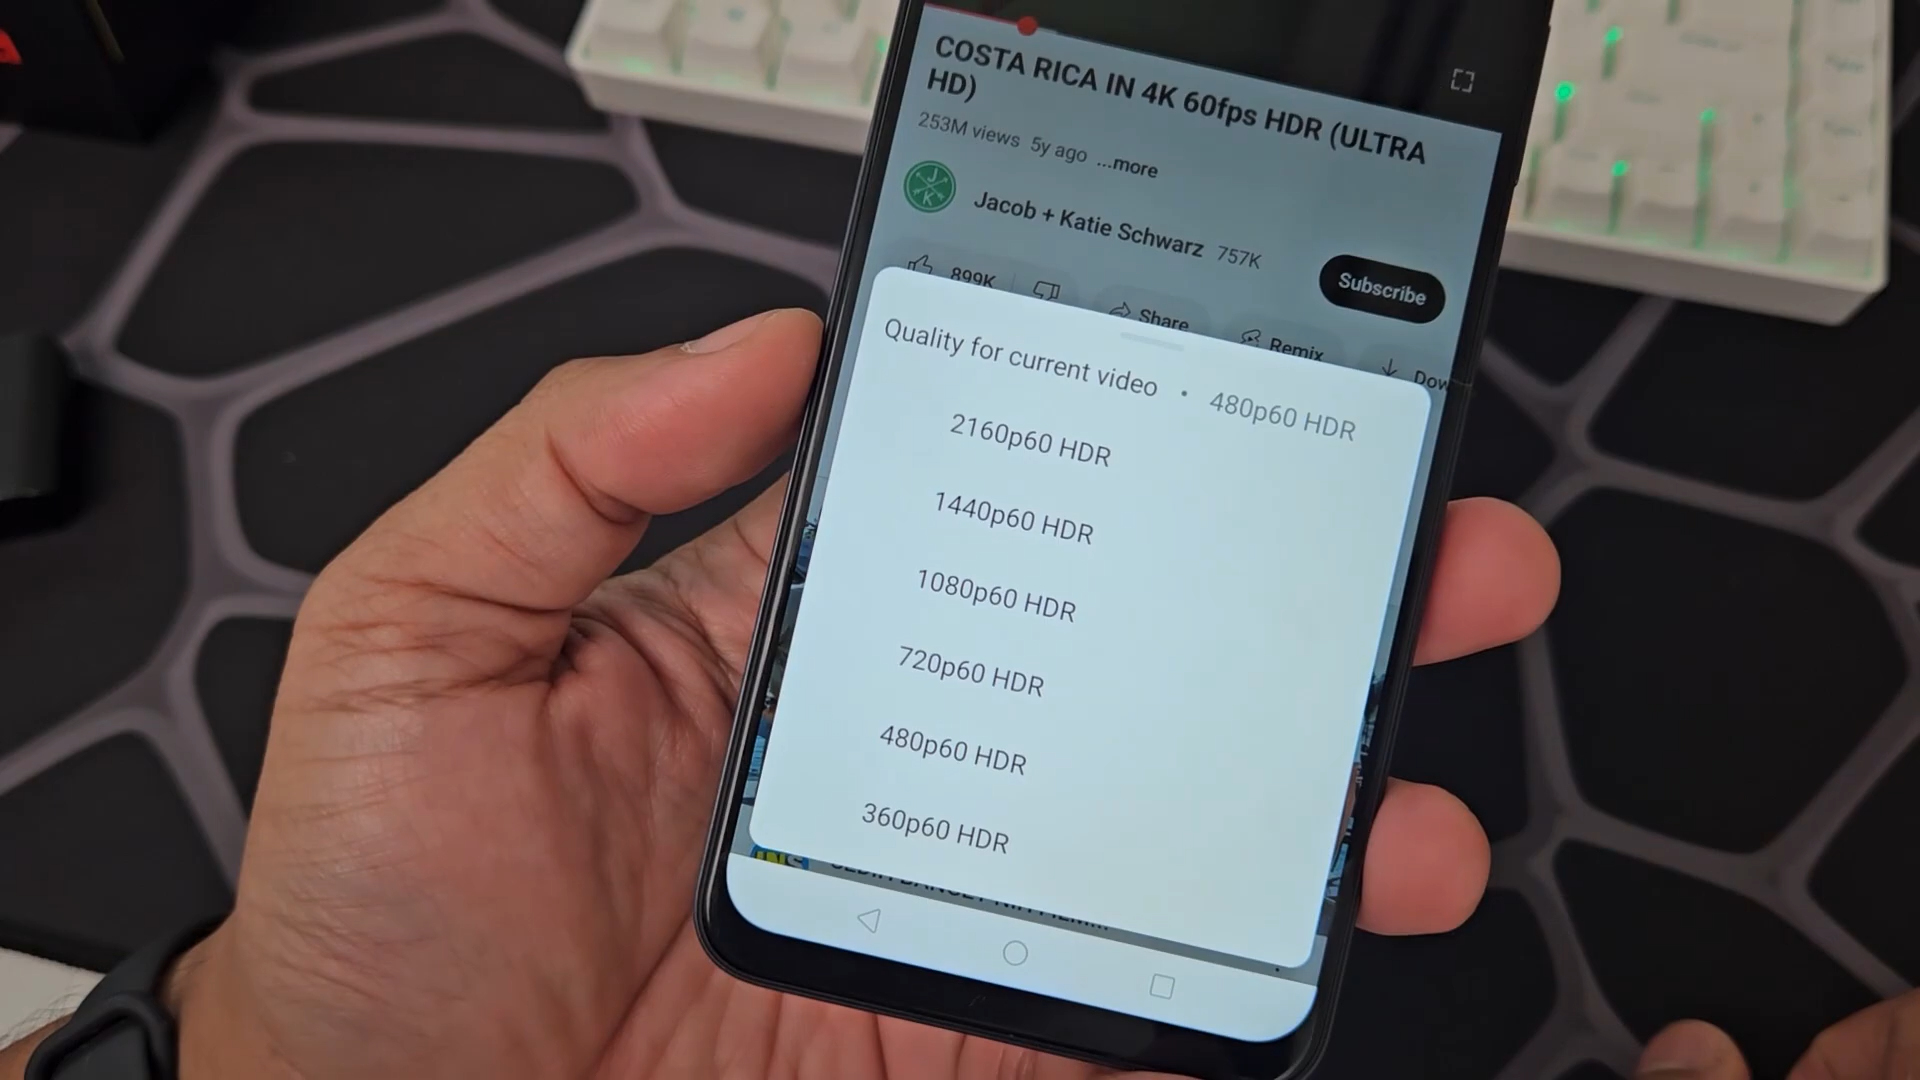 COSTA RICA IN 4K 60fps HDR (ULTRA
HD)
253M views 5y ago ...more
JK
Jacob + Katie Schwarz 757K
Subscribe
899K
Share
Remix
Dow
Quality for current video • 480p60 HDR
2160p60 HDR
1440p60 HDR
1080p60 HDR
720p60 HDR
480p60 HDR
360p60 HDR